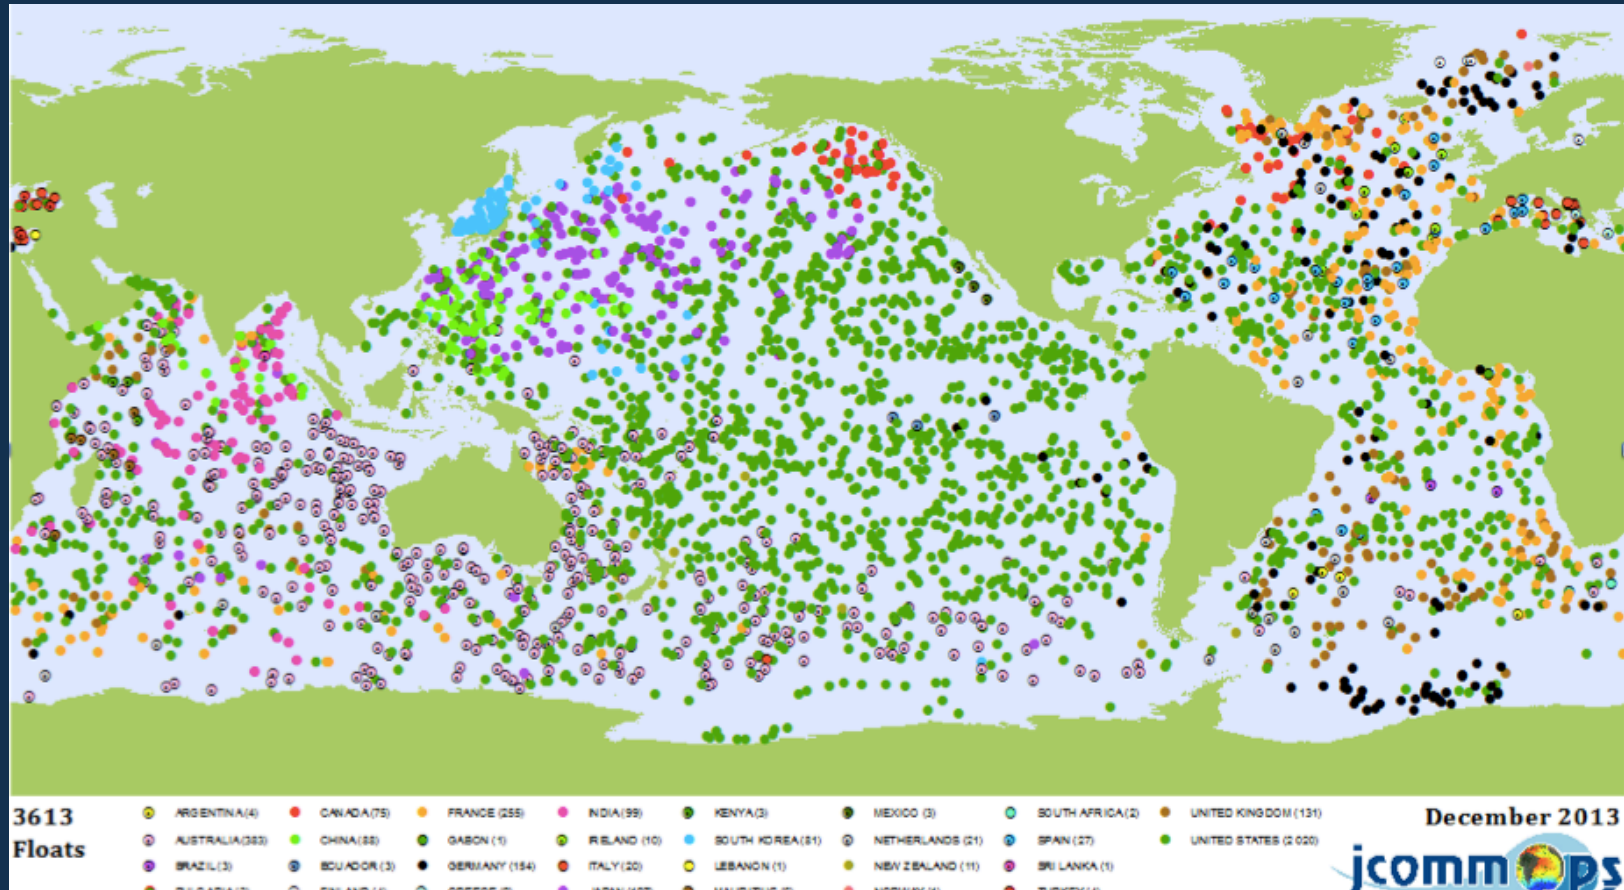 3613 Floats
December 2013
ARGENTINA (4) CANADA (75) FRANCE (255) INDIA (99) KENYA (3) MEXICO (3) SOUTH AFRICA (2) UNITED KINGDOM (131)
AUSTRALIA (383) CHINA (88) GABON (1) IRELAND (10) SOUTH KOREA (81) NETHERLANDS (21) SPAIN (27) UNITED STATES (2020)
BRAZIL (3) ECUADOR (3) GERMANY (154) ITALY (20) LEBANON (1) NEW ZEALAND (11) SRI LANKA (1)
jcommops